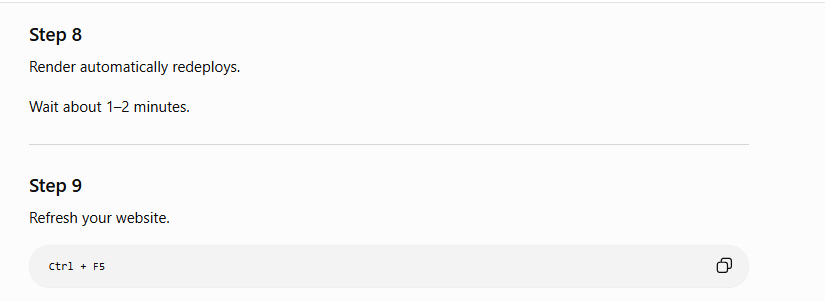 Step 8
Render automatically redeploys.
Wait about 1–2 minutes.
Step 9
Refresh your website.
Ctrl + F5